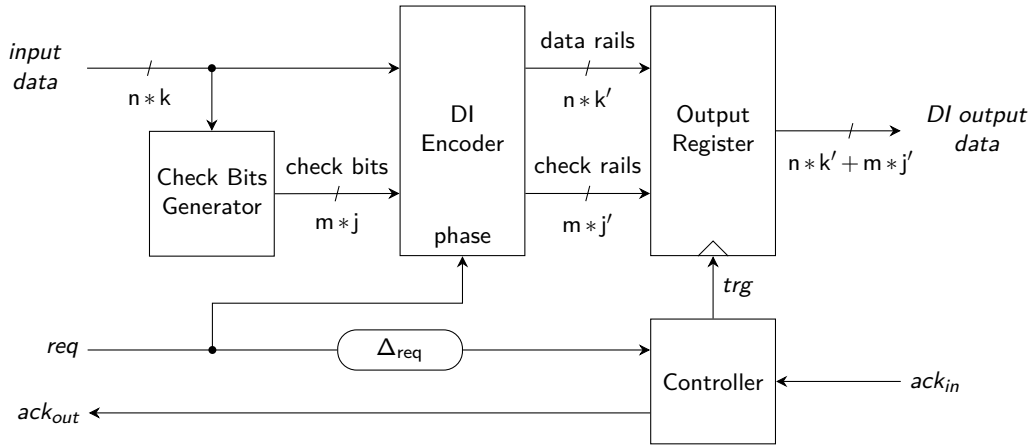 input
data
n * k
Check Bits
Generator
check bits
m * j
DI
Encoder
phase
data rails
n * k′
check rails
m * j′
Output
Register
n * k′ + m * j′
DI output
data
trg
req
Δreq
Controller
ackin
ackout